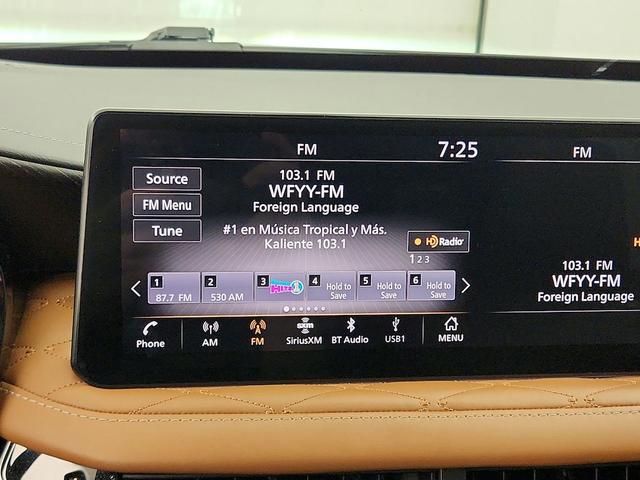 FM
7:25
FM
Source
FM Menu
Tune
103.1 FM
WFYY-FM
Foreign Language
#1 en Música Tropical y Más.
Kaliente 103.1
HD Radio
1 2 3
1
87.7 FM
2
530 AM
3
Hits 1
4
Hold to
Save
5
Hold to
Save
6
Hold to
Save
103.1 FM
WFYY-FM
Foreign Language
Phone
AM
FM
sxm
SiriusXM
BT Audio
USB1
MENU